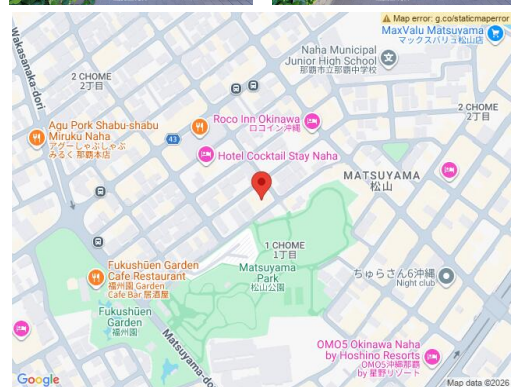 ⚠ Map error: g.co/staticmaperror
MaxValu Matsuyama
マックスバリュ松山店
Naha Municipal
Junior High School
那覇市立那覇中学校
Wakasanaka-dori
2 CHOME
2丁目
2 CHOME
2丁目
Roco Inn Okinawa
ロコイン沖縄
Agu Pork Shabu-shabu
Miruku Naha
アグーしゃぶしゃぶ
みるく 那覇本店
43
Hotel Cocktail Stay Naha
MATSUYAMA
松山
1 CHOME
1丁目
Fukushūen Garden
Cafe Restaurant
福州園 Garden
Cafe Bar 居酒屋
Matsuyama
Park
松山公園
ちゅらさん6沖縄
Night club
Fukushūen
Garden
福州園
Matsuyama-do
OMO5 Okinawa Naha
by Hoshino Resorts
OMO5沖縄那覇
by 星野リゾート
Google
Map data ©2026